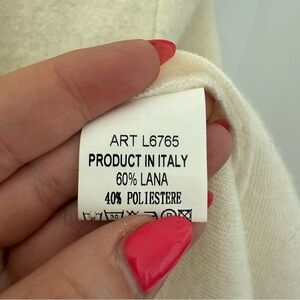 ART L6765
PRODUCT IN ITALY
60% LANA
40% POLIESTERE